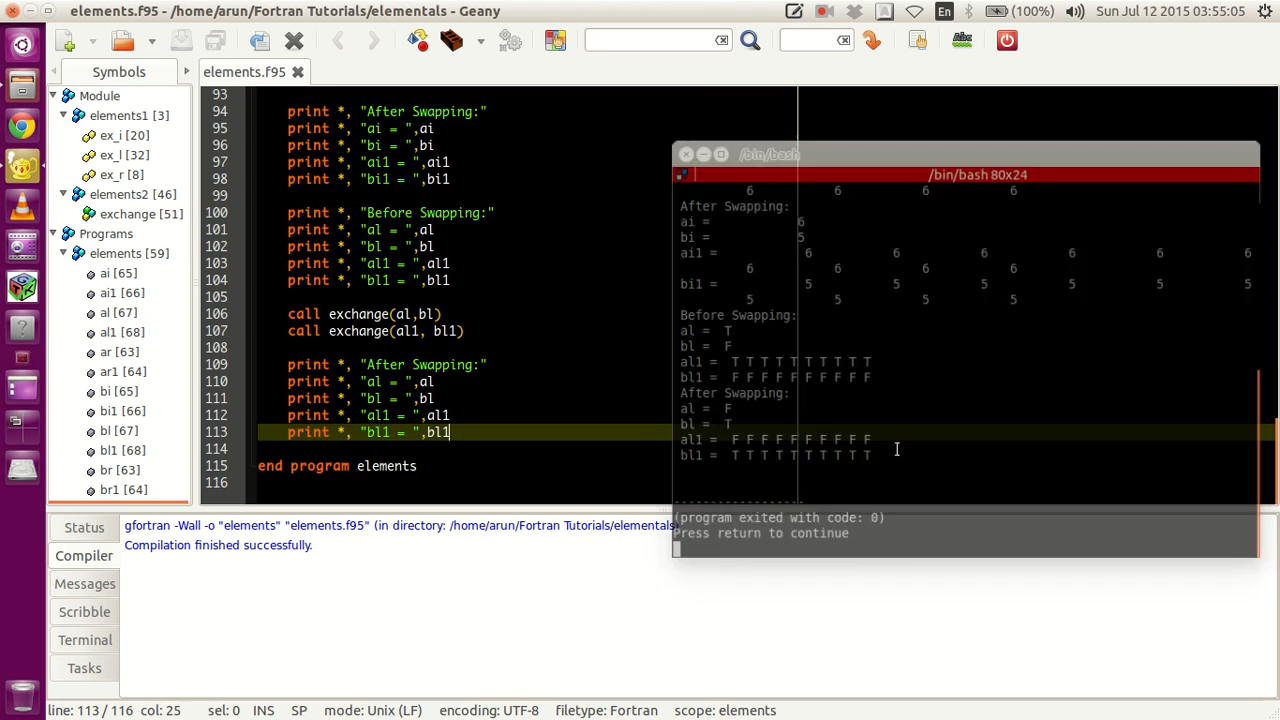 elements.f95 - /home/arun/Fortran Tutorials/elementals - Geany
En
(100%)
Sun Jul 12 2015 03:55:05
Symbols
elements.f95
Module
elements1 [3]
ex_i [20]
ex_l [32]
ex_r [8]
elements2 [46]
exchange [51]
Programs
elements [59]
ai [65]
ai1 [66]
al [67]
al1 [68]
ar [63]
ar1 [64]
bi [65]
bi1 [66]
bl [67]
bl1 [68]
br [63]
br1 [64]
93
94 print *, "After Swapping:"
95 print *, "ai = ",ai
96 print *, "bi = ",bi
97 print *, "ai1 = ",ai1
98 print *, "bi1 = ",bi1
99
100 print *, "Before Swapping:"
101 print *, "al = ",al
102 print *, "bl = ",bl
103 print *, "al1 = ",al1
104 print *, "bl1 = ",bl1
105
106 call exchange(al,bl)
107 call exchange(al1, bl1)
108
109 print *, "After Swapping:"
110 print *, "al = ",al
111 print *, "bl = ",bl
112 print *, "al1 = ",al1
113 print *, "bl1 = ",bl1
114
115 end program elements
116
/bin/bash
/bin/bash 80x24
6 6 6 6
After Swapping:
ai = 6
bi = 5
ai1 = 6 6 6 6 6 6
6 6 6 6
bi1 = 5 5 5 5 5 5
5 5 5 5
Before Swapping:
al = T
bl = F
al1 = T T T T T T T T T T
bl1 = F F F F F F F F F F
After Swapping:
al = F
bl = T
al1 = F F F F F F F F F F
bl1 = T T T T T T T T T T
------------------
(program exited with code: 0)
Press return to continue
Status
Compiler
Messages
Scribble
Terminal
Tasks
gfortran -Wall -o "elements" "elements.f95" (in directory: /home/arun/Fortran Tutorials/elementals)
Compilation finished successfully.
line: 113 / 116 col: 25 sel: 0 INS SP mode: Unix (LF) encoding: UTF-8 filetype: Fortran scope: elements